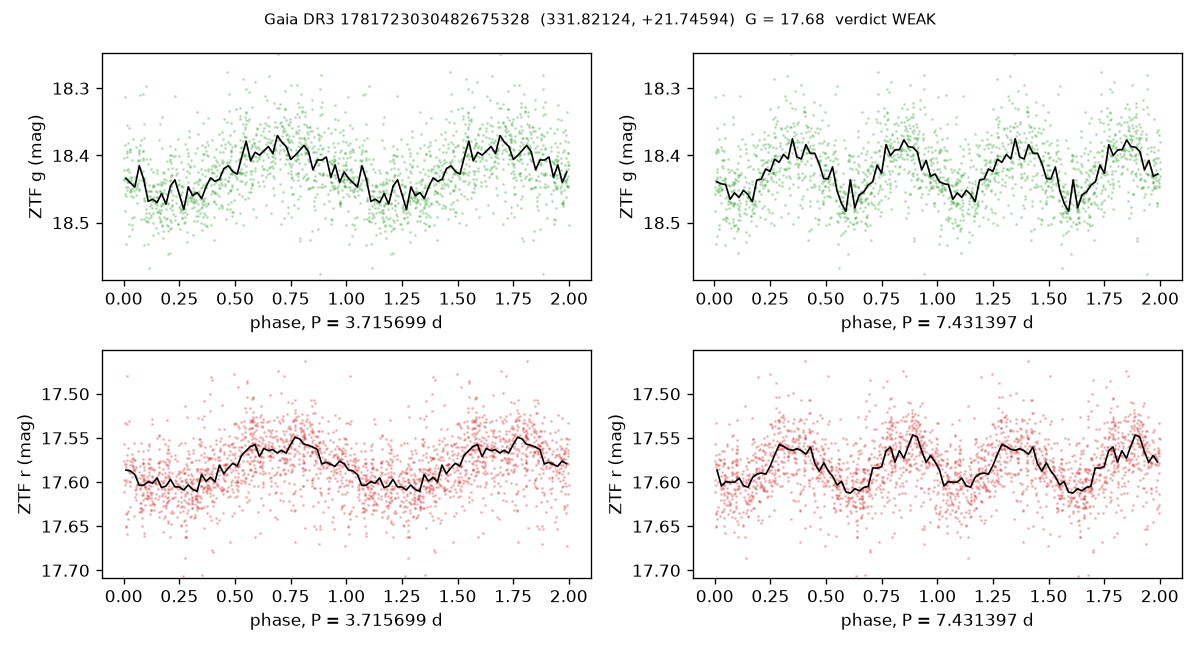 Gaia DR3 1781723030482675328  (331.82124, +21.74594)  G = 17.68  verdict WEAK
ZTF g (mag)
18.3
18.4
18.5
0.00 0.25 0.50 0.75 1.00 1.25 1.50 1.75 2.00
phase, P = 3.715699 d
ZTF g (mag)
18.3
18.4
18.5
0.00 0.25 0.50 0.75 1.00 1.25 1.50 1.75 2.00
phase, P = 7.431397 d
ZTF r (mag)
17.50
17.55
17.60
17.65
17.70
0.00 0.25 0.50 0.75 1.00 1.25 1.50 1.75 2.00
phase, P = 3.715699 d
ZTF r (mag)
17.50
17.55
17.60
17.65
17.70
0.00 0.25 0.50 0.75 1.00 1.25 1.50 1.75 2.00
phase, P = 7.431397 d